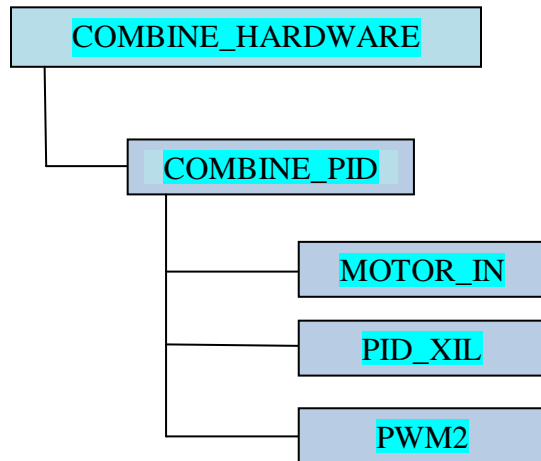 COMBINE_HARDWARE
COMBINE_PID
MOTOR_IN
PID_XIL
PWM2